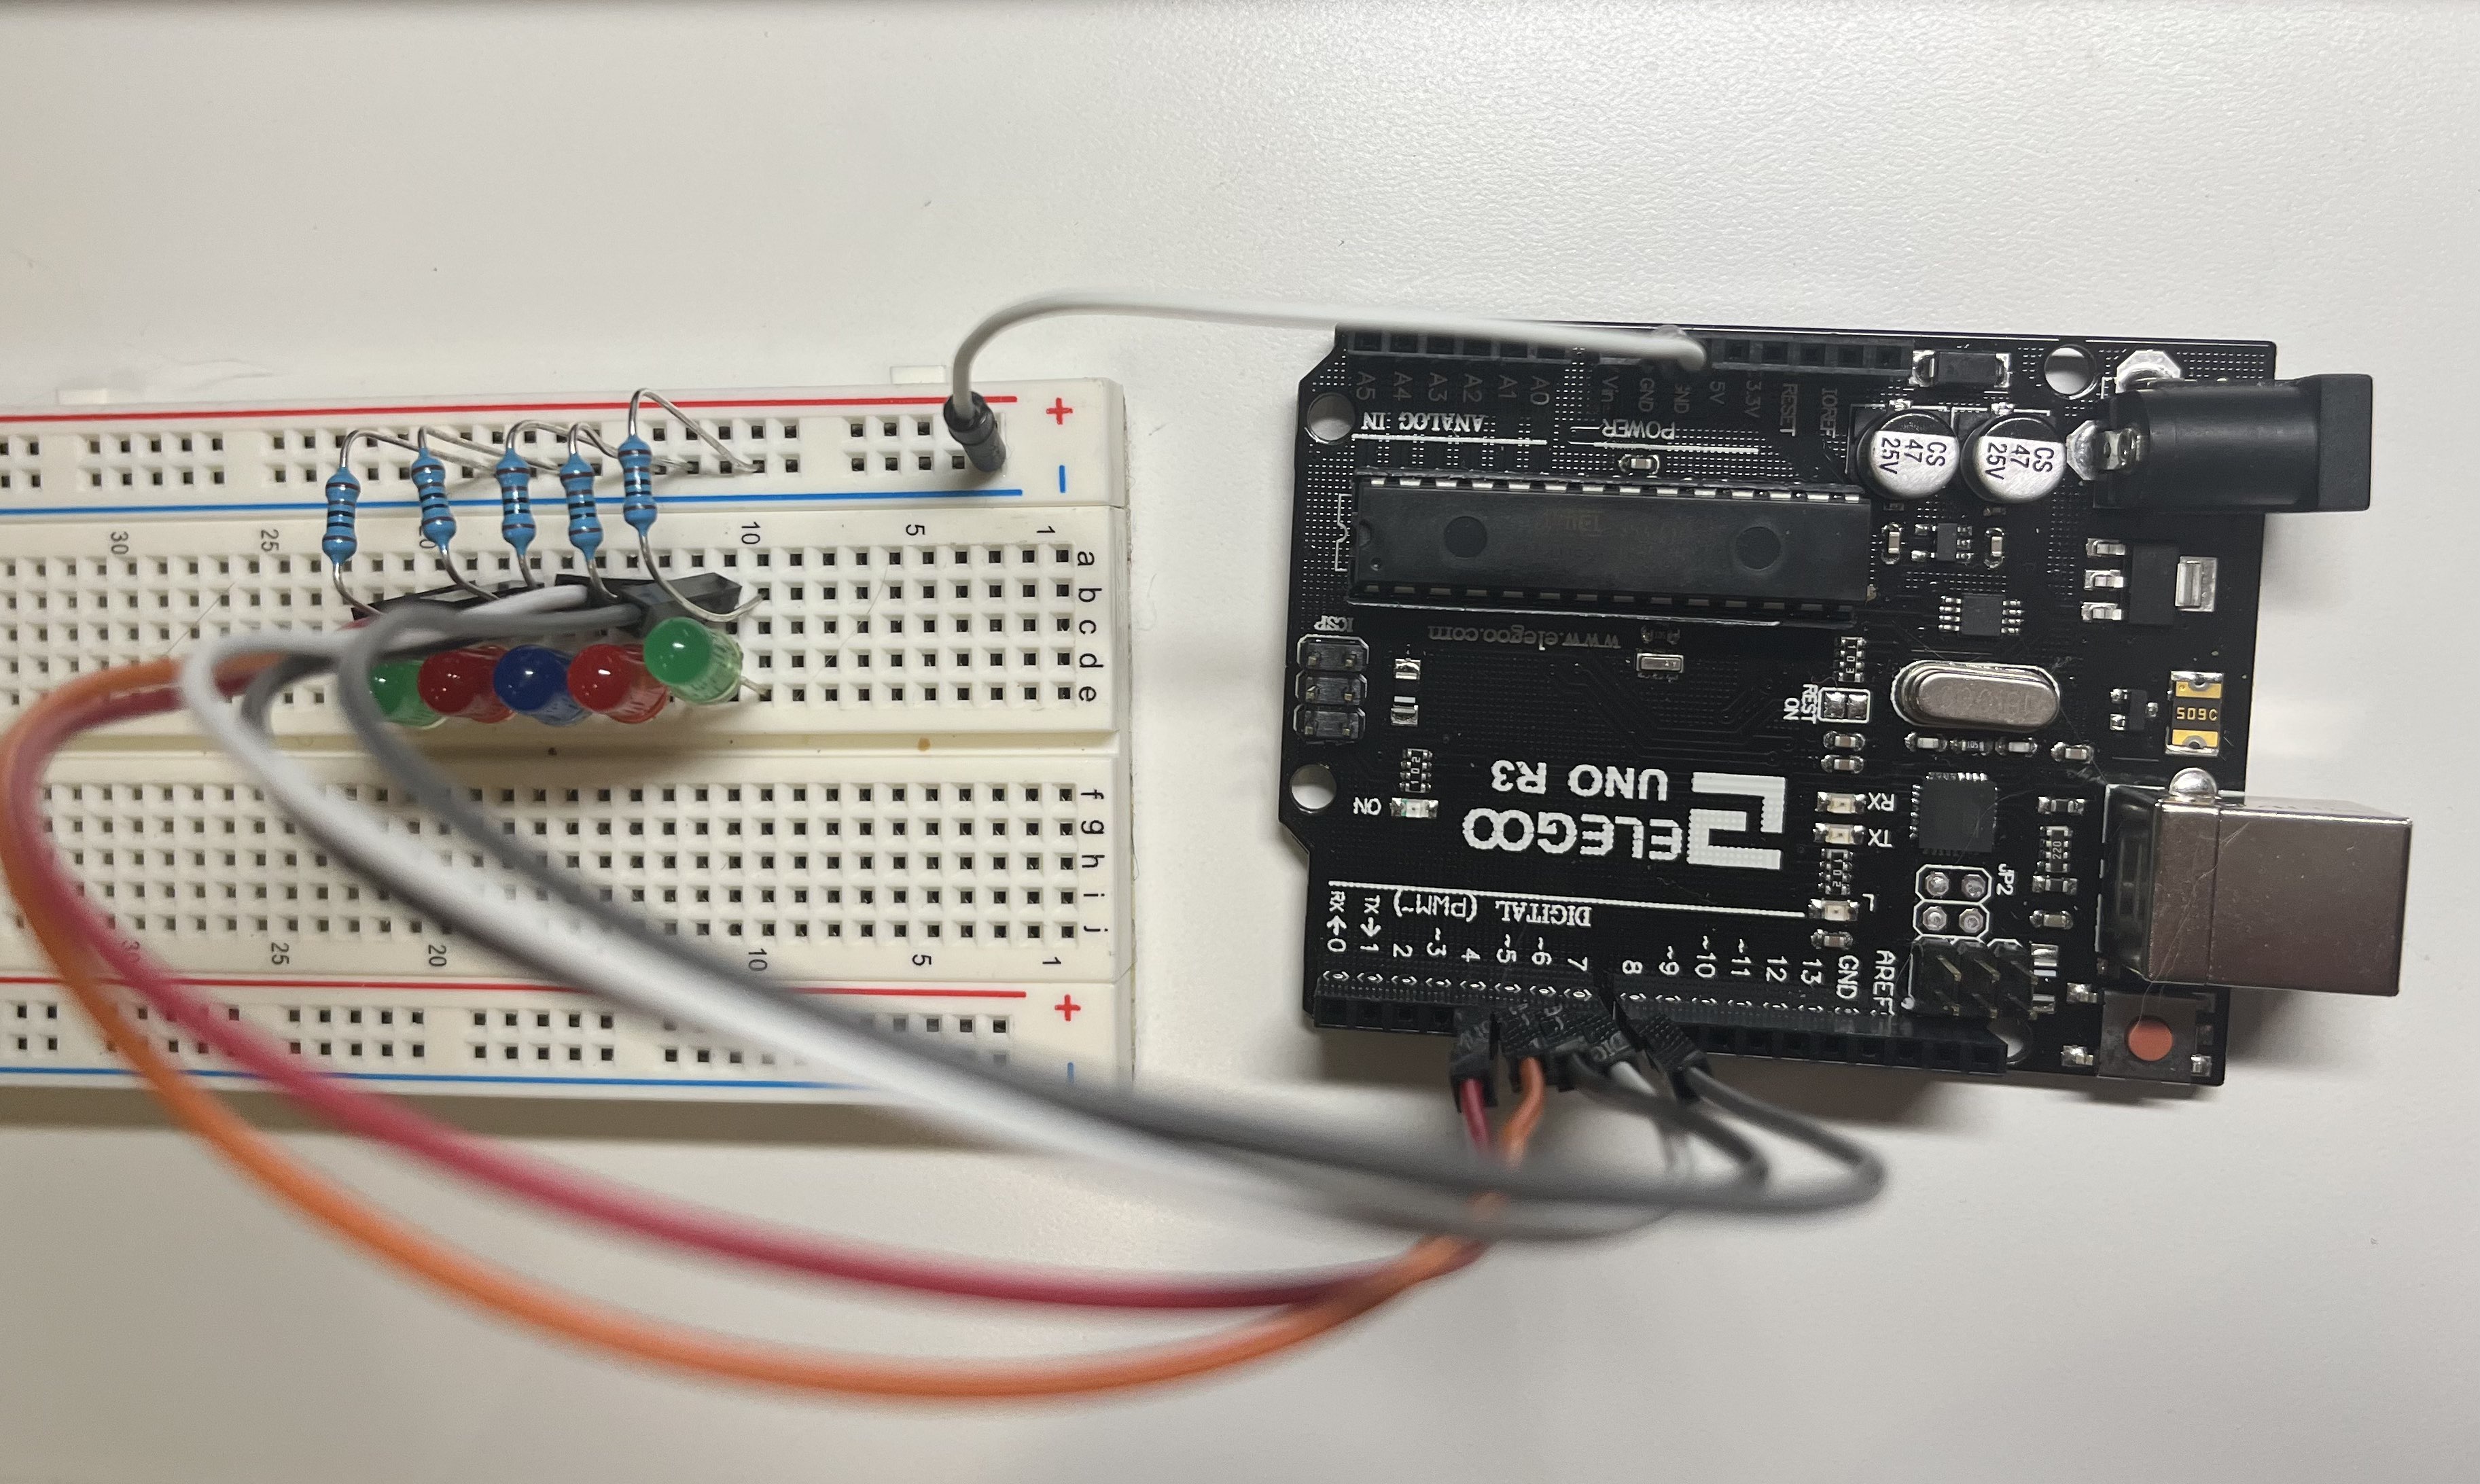 +
−
30
25
10
5
1
a
b
c
d
e
f
g
h
i
j
30
25
20
10
5
1
+
−
A5
A4
A3
A2
A1
A0
Vin
GND
GND
5V
3.3V
RESET
IOREF
ANALOG IN
POWER
CS
47
25V
CS
47
25V
www.elegoo.com
ICSP
RESET
ON
509C
UNO R3
ELEGOO
ON
RX
TX
L
JP2
DIGITAL (PWM~)
RX←0
TX→1
2
~3
4
~5
~6
7
8
~9
~10
~11
12
13
GND
AREF